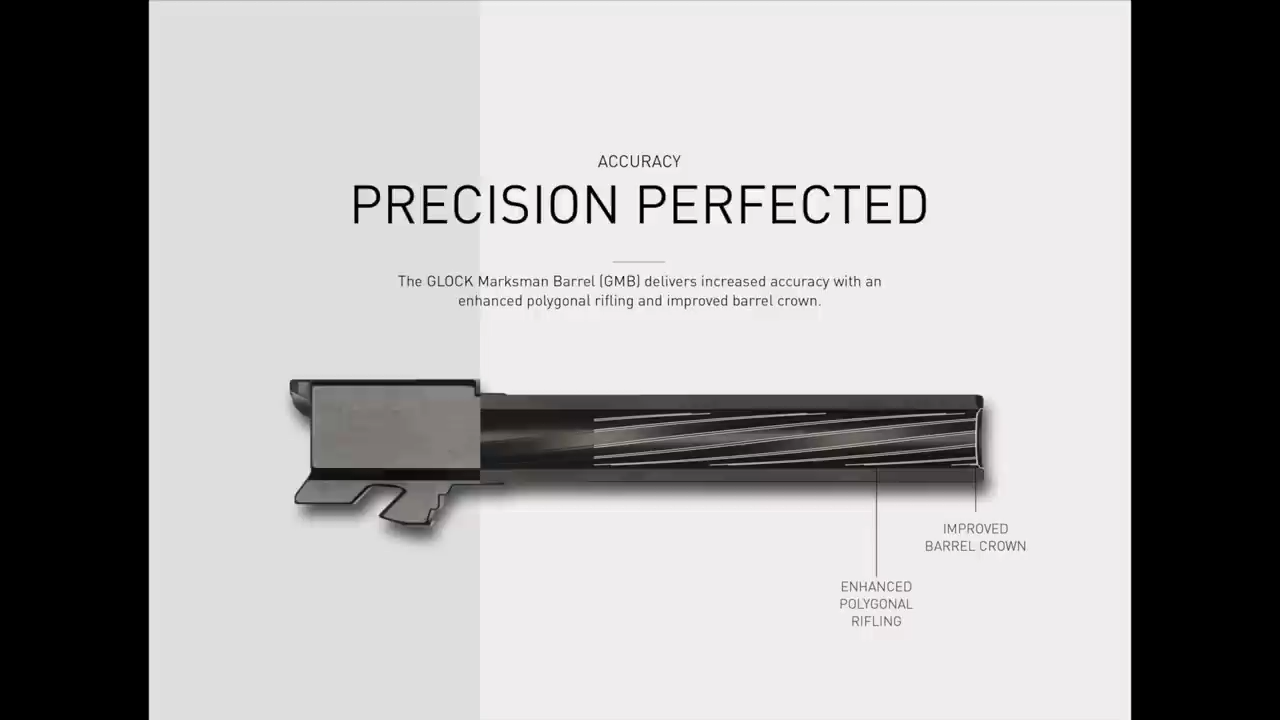 ACCURACY
PRECISION PERFECTED
The GLOCK Marksman Barrel (GMB) delivers increased accuracy with an
enhanced polygonal rifling and improved barrel crown.
IMPROVED
BARREL CROWN
ENHANCED
POLYGONAL
RIFLING